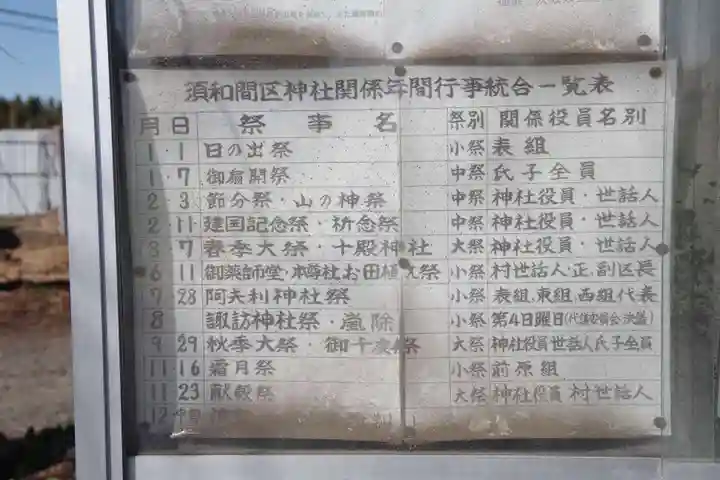 須和間区神社関係年間行事統合一覧表
月 日 祭事名 祭別 関係役員名別
1 1 日の出祭 小祭 表組
1 7 御扉開祭 中祭 氏子全員
2 3 節分祭・山の神祭 中祭 神社役員・世話人
2 11 建国記念祭・祈念祭 中祭 神社役員・世話人
3 7 春季大祭・十殿神社 大祭 神社役員・世話人
6 11 御薬師堂・本噂社お田植え祭 小祭 村世話人・正,副区長
7 28 阿夫利神社祭 小祭 表組,東組,西組代表
8 諏訪神社祭・嵐除 小祭 第4日曜日
9 29 秋季大祭・御十 祭 大祭 神社役員世話人氏子全員
11 16 霜月祭 小祭 前原組
11 23 献穀祭 大祭 神社役員 村世話人
12